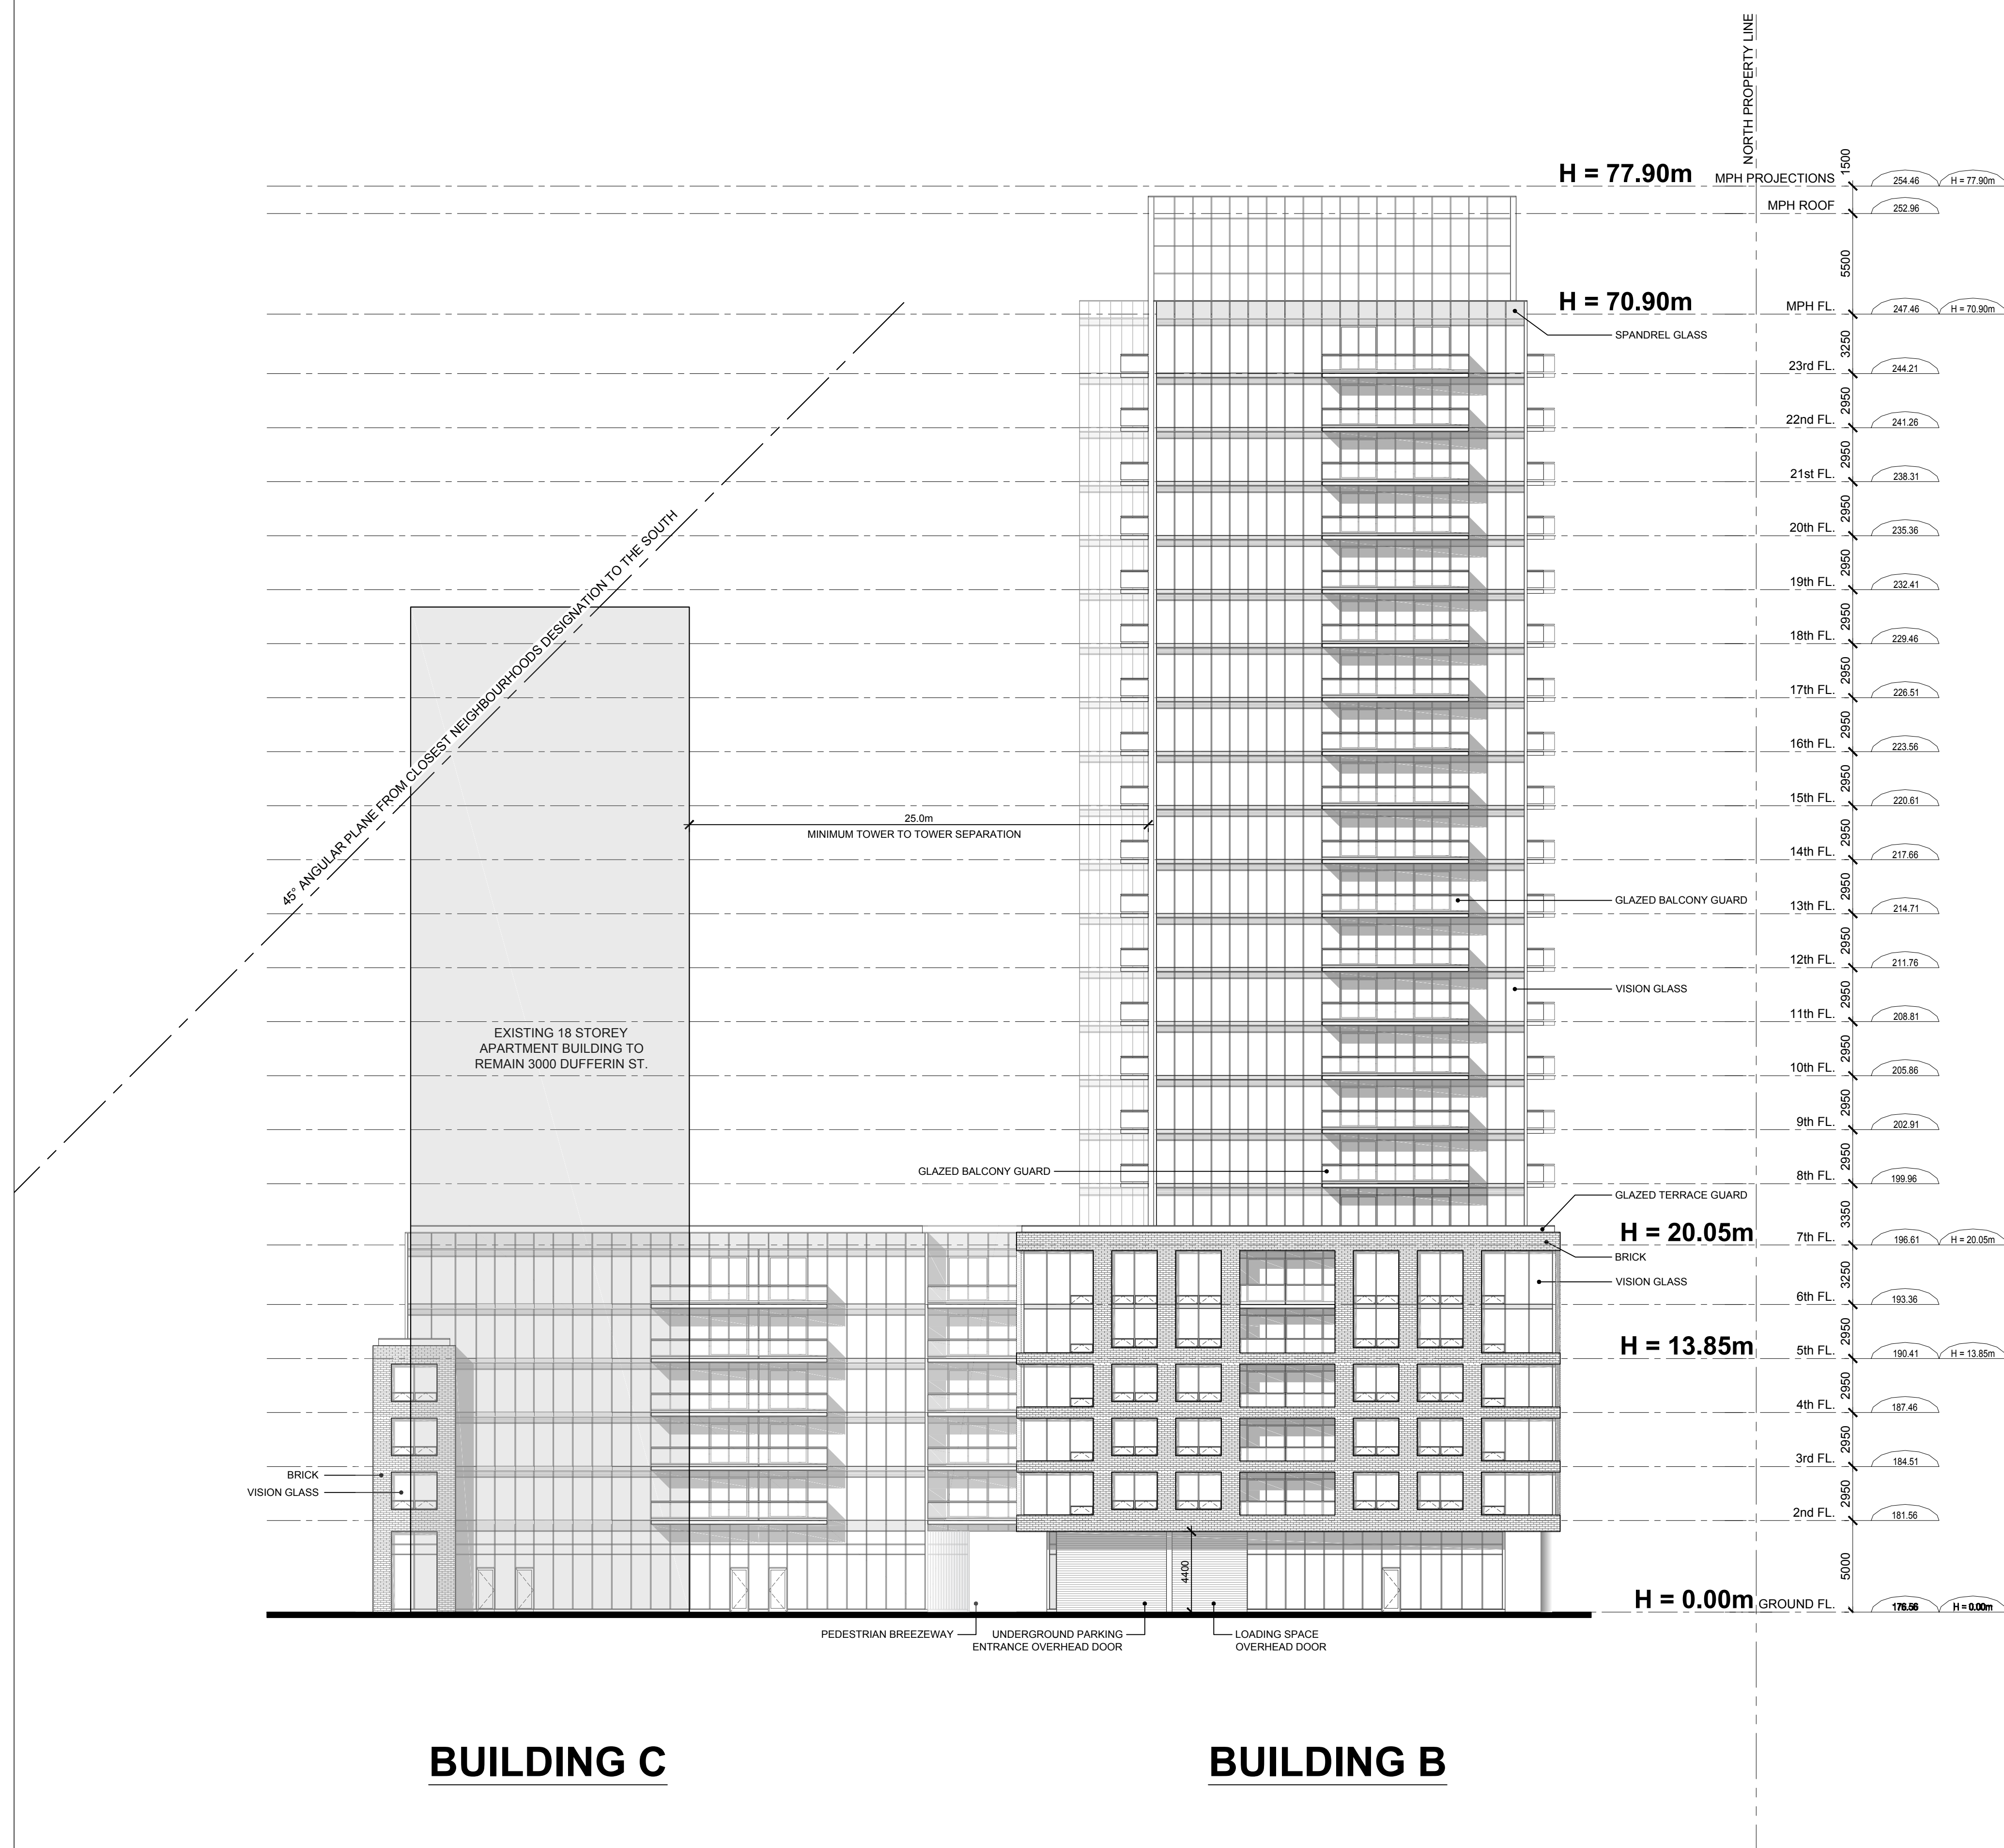 NORTH PROPERTY LINE
1500
H = 77.90m MPH PROJECTIONS 254.46 H = 77.90m
MPH ROOF 252.96
5500
H = 70.90m MPH FL. 247.46 H = 70.90m
SPANDREL GLASS
3250
23rd FL. 244.21
2950
22nd FL. 241.26
2950
21st FL. 238.31
2950
20th FL. 235.36
2950
19th FL. 232.41
2950
18th FL. 229.46
2950
17th FL. 226.51
2950
16th FL. 223.56
2950
15th FL. 220.61
45° ANGULAR PLANE FROM CLOSEST NEIGHBOURHOODS DESIGNATION TO THE SOUTH
25.0m
MINIMUM TOWER TO TOWER SEPARATION
2950
14th FL. 217.66
2950
GLAZED BALCONY GUARD
13th FL. 214.71
2950
12th FL. 211.76
VISION GLASS
2950
11th FL. 208.81
EXISTING 18 STOREY
APARTMENT BUILDING TO
REMAIN 3000 DUFFERIN ST.
2950
10th FL. 205.86
2950
9th FL. 202.91
2950
GLAZED BALCONY GUARD
8th FL. 199.96
GLAZED TERRACE GUARD
3350
H = 20.05m 7th FL. 196.61 H = 20.05m
BRICK
VISION GLASS
3250
6th FL. 193.36
2950
H = 13.85m 5th FL. 190.41 H = 13.85m
2950
4th FL. 187.46
2950
3rd FL. 184.51
BRICK
VISION GLASS
2950
2nd FL. 181.56
4400
5000
H = 0.00m GROUND FL. 176.56 H = 0.00m
PEDESTRIAN BREEZEWAY
UNDERGROUND PARKING
ENTRANCE OVERHEAD DOOR
LOADING SPACE
OVERHEAD DOOR
BUILDING C
BUILDING B